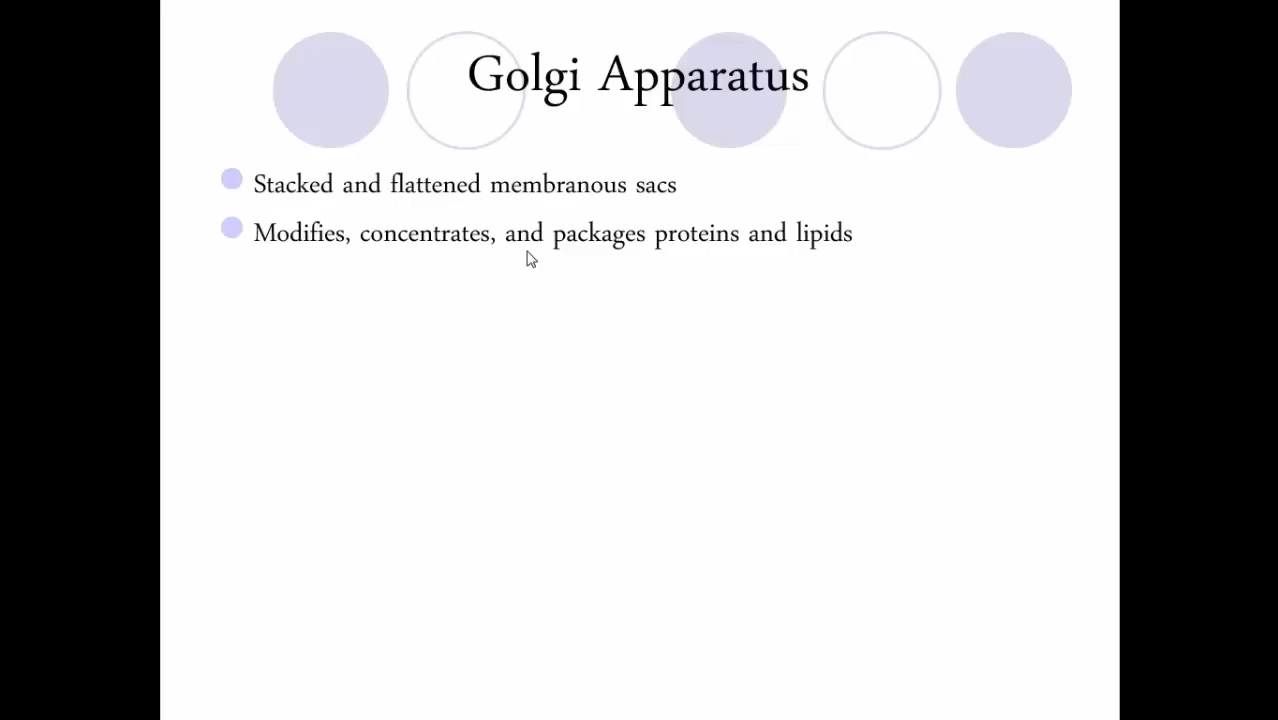 Golgi Apparatus
Stacked and flattened membranous sacs
Modifies, concentrates, and packages proteins and lipids